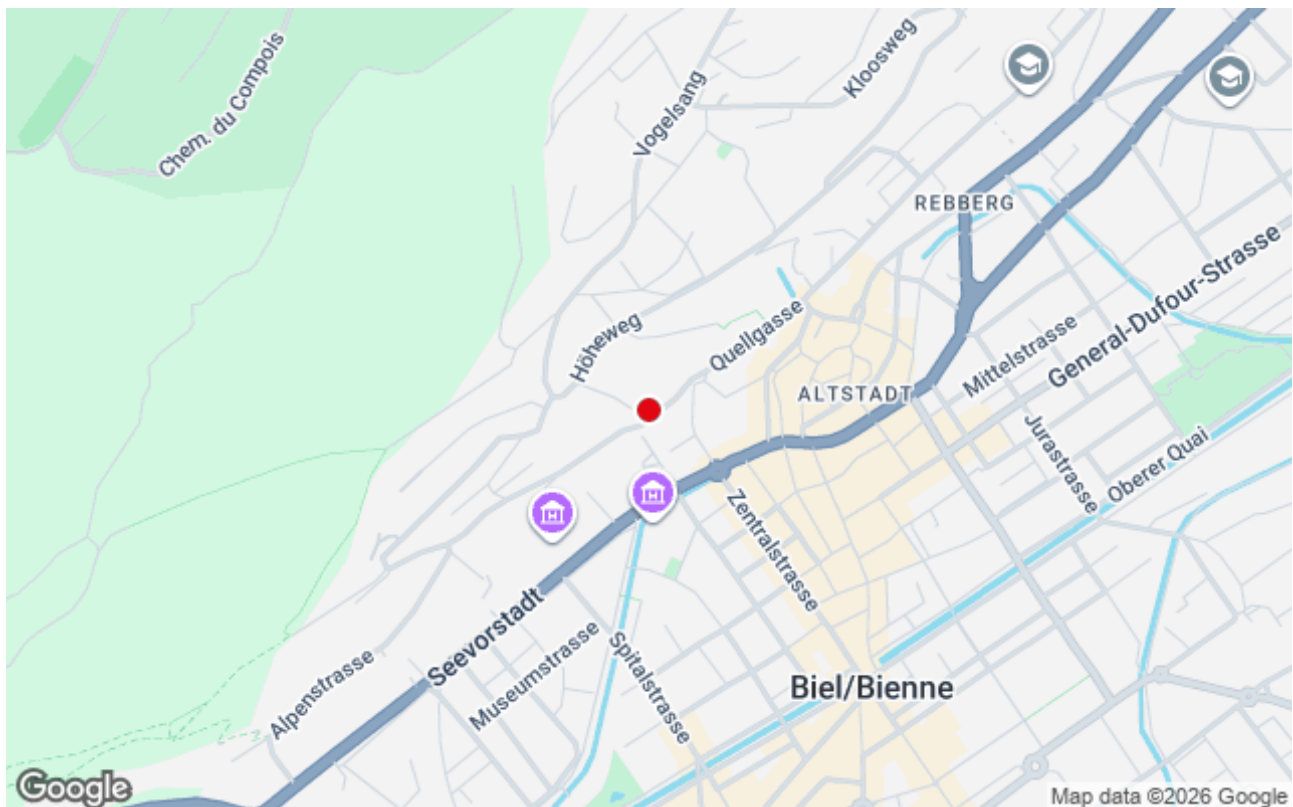 Chem. du Compois
Vogelsang
Kloosweg
REBBERG
General-Dufour-Strasse
Höheweg
Quellgasse
Mittelstrasse
ALTSTADT
Jurastrasse
Oberer Quai
Zentralstrasse
Seevorstadt
Museumstrasse
Spitalstrasse
Alpenstrasse
Biel/Bienne
Google
Map data ©2026 Google